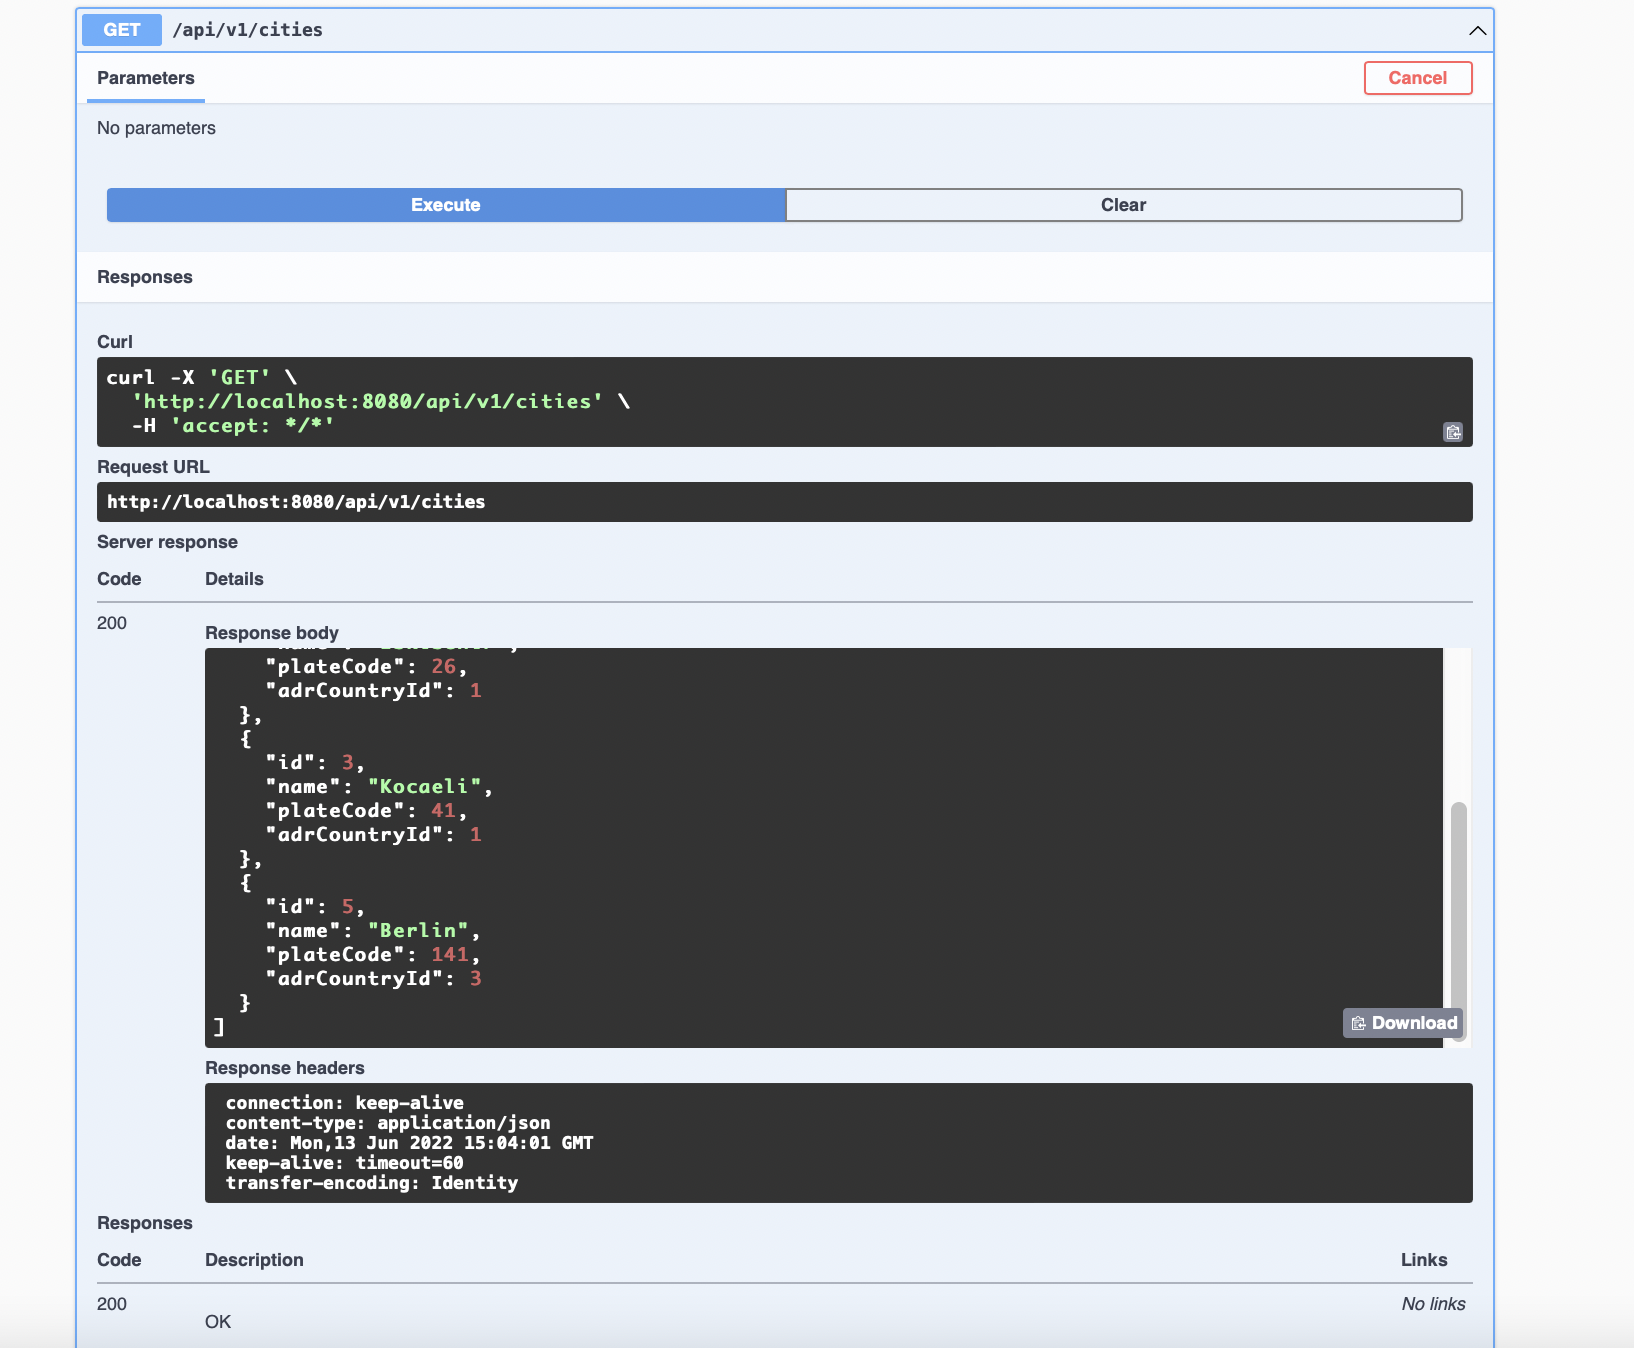 GET /api/v1/cities
Parameters
Cancel
No parameters
Execute
Clear
Responses
Curl
curl -X 'GET' \
  'http://localhost:8080/api/v1/cities' \
  -H 'accept: */*'
Request URL
http://localhost:8080/api/v1/cities
Server response
Code Details
200
Response body
    "plateCode": 26,
    "adrCountryId": 1
  },
  {
    "id": 3,
    "name": "Kocaeli",
    "plateCode": 41,
    "adrCountryId": 1
  },
  {
    "id": 5,
    "name": "Berlin",
    "plateCode": 141,
    "adrCountryId": 3
  }
]
Download
Response headers
connection: keep-alive
content-type: application/json
date: Mon,13 Jun 2022 15:04:01 GMT
keep-alive: timeout=60
transfer-encoding: Identity
Responses
Code Description Links
200 No links
OK